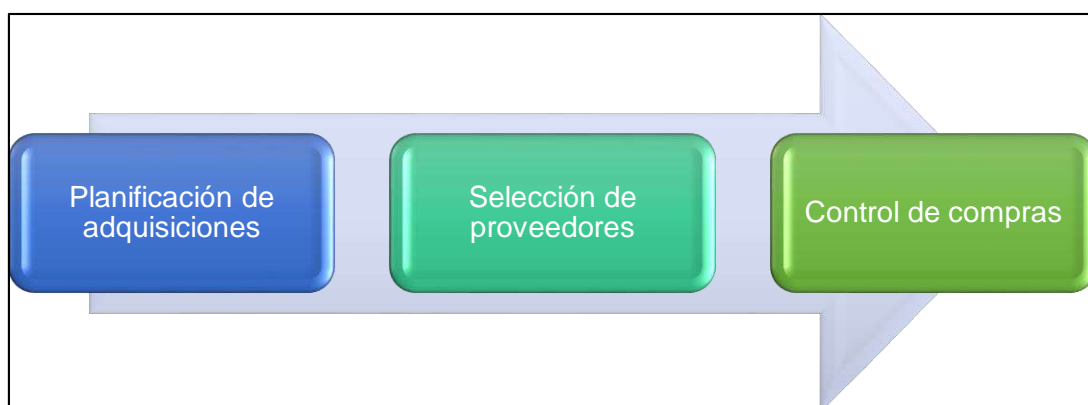 Planificación de
adquisiciones
Selección de
proveedores
Control de compras